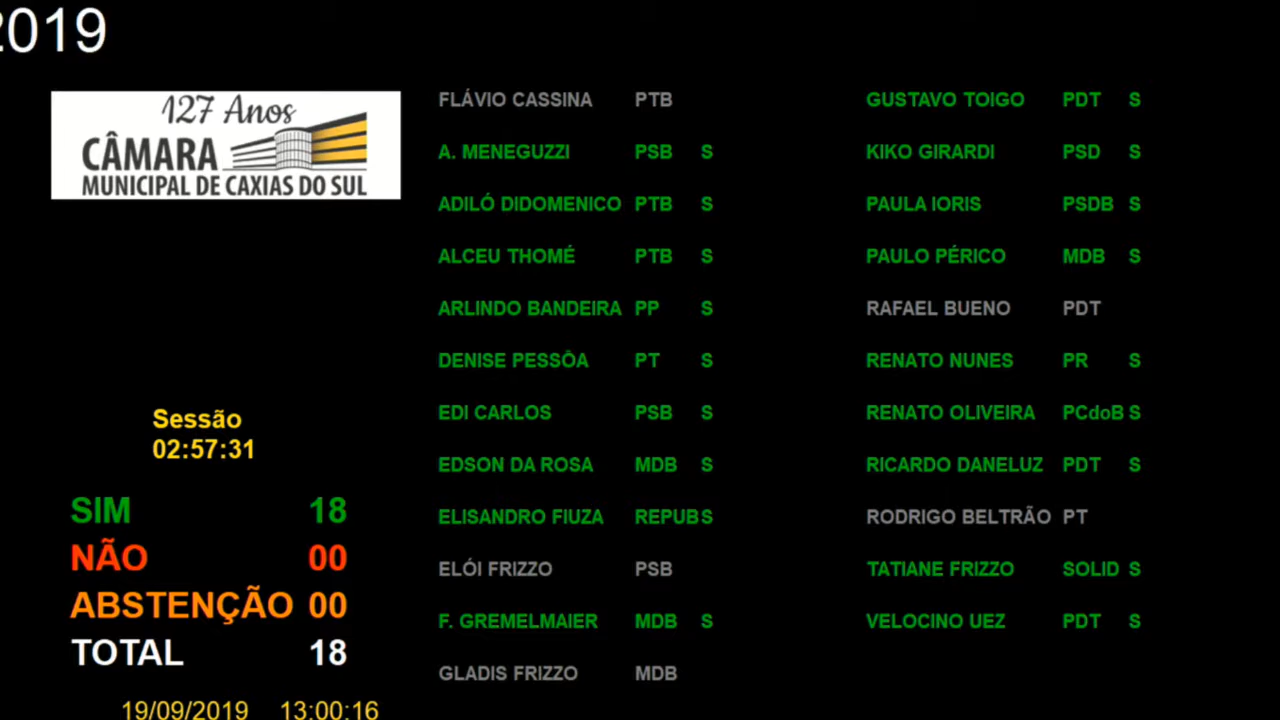 2019
127 Anos
CÂMARA
MUNICIPAL DE CAXIAS DO SUL
Sessão
02:57:31
SIM 18
NÃO 00
ABSTENÇÃO 00
TOTAL 18
19/09/2019 13:00:16
FLÁVIO CASSINA PTB
A. MENEGUZZI PSB S
ADILÓ DIDOMENICO PTB S
ALCEU THOMÉ PTB S
ARLINDO BANDEIRA PP S
DENISE PESSÔA PT S
EDI CARLOS PSB S
EDSON DA ROSA MDB S
ELISANDRO FIUZA REPUB S
ELÓI FRIZZO PSB
F. GREMELMAIER MDB S
GLADIS FRIZZO MDB
GUSTAVO TOIGO PDT S
KIKO GIRARDI PSD S
PAULA IORIS PSDB S
PAULO PÉRICO MDB S
RAFAEL BUENO PDT
RENATO NUNES PR S
RENATO OLIVEIRA PCdoB S
RICARDO DANELUZ PDT S
RODRIGO BELTRÃO PT
TATIANE FRIZZO SOLID S
VELOCINO UEZ PDT S